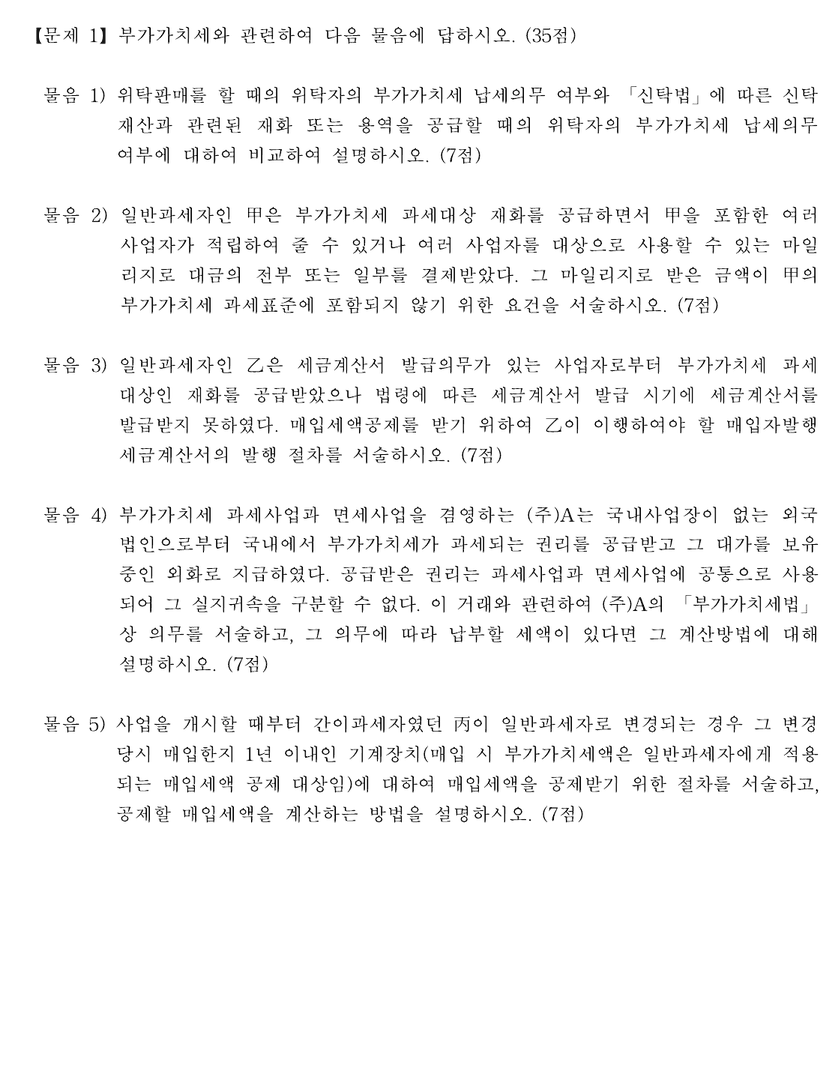 【문제 1】 부가가치세와 관련하여 다음 물음에 답하시오. (35점)
물음 1) 위탁판매를 할 때의 위탁자의 부가가치세 납세의무 여부와 「신탁법」에 따른 신탁
재산과 관련된 재화 또는 용역을 공급할 때의 위탁자의 부가가치세 납세의무
여부에 대하여 비교하여 설명하시오. (7점)
물음 2) 일반과세자인 甲은 부가가치세 과세대상 재화를 공급하면서 甲을 포함한 여러
사업자가 적립하여 줄 수 있거나 여러 사업자를 대상으로 사용할 수 있는 마일
리지로 대금의 전부 또는 일부를 결제받았다. 그 마일리지로 받은 금액이 甲의
부가가치세 과세표준에 포함되지 않기 위한 요건을 서술하시오. (7점)
물음 3) 일반과세자인 乙은 세금계산서 발급의무가 있는 사업자로부터 부가가치세 과세
대상인 재화를 공급받았으나 법령에 따른 세금계산서 발급 시기에 세금계산서를
발급받지 못하였다. 매입세액공제를 받기 위하여 乙이 이행하여야 할 매입자발행
세금계산서의 발행 절차를 서술하시오. (7점)
물음 4) 부가가치세 과세사업과 면세사업을 겸영하는 (주)A는 국내사업장이 없는 외국
법인으로부터 국내에서 부가가치세가 과세되는 권리를 공급받고 그 대가를 보유
중인 외화로 지급하였다. 공급받은 권리는 과세사업과 면세사업에 공통으로 사용
되어 그 실지귀속을 구분할 수 없다. 이 거래와 관련하여 (주)A의 「부가가치세법」
상 의무를 서술하고, 그 의무에 따라 납부할 세액이 있다면 그 계산방법에 대해
설명하시오. (7점)
물음 5) 사업을 개시할 때부터 간이과세자였던 丙이 일반과세자로 변경되는 경우 그 변경
당시 매입한지 1년 이내인 기계장치(매입 시 부가가치세액은 일반과세자에게 적용
되는 매입세액 공제 대상임)에 대하여 매입세액을 공제받기 위한 절차를 서술하고,
공제할 매입세액을 계산하는 방법을 설명하시오. (7점)